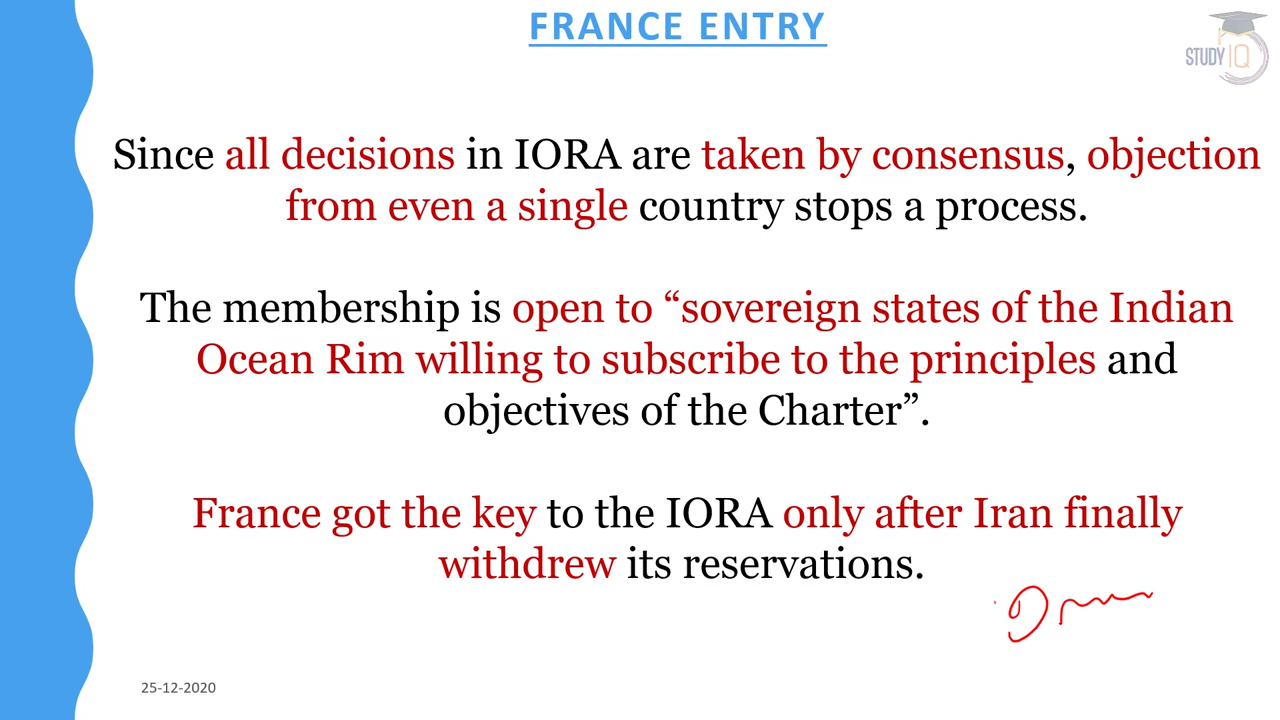 FRANCE ENTRY
STUDY IQ
Since all decisions in IORA are taken by consensus, objection
from even a single country stops a process.
The membership is open to “sovereign states of the Indian
Ocean Rim willing to subscribe to the principles and
objectives of the Charter”.
France got the key to the IORA only after Iran finally
withdrew its reservations.
25-12-2020